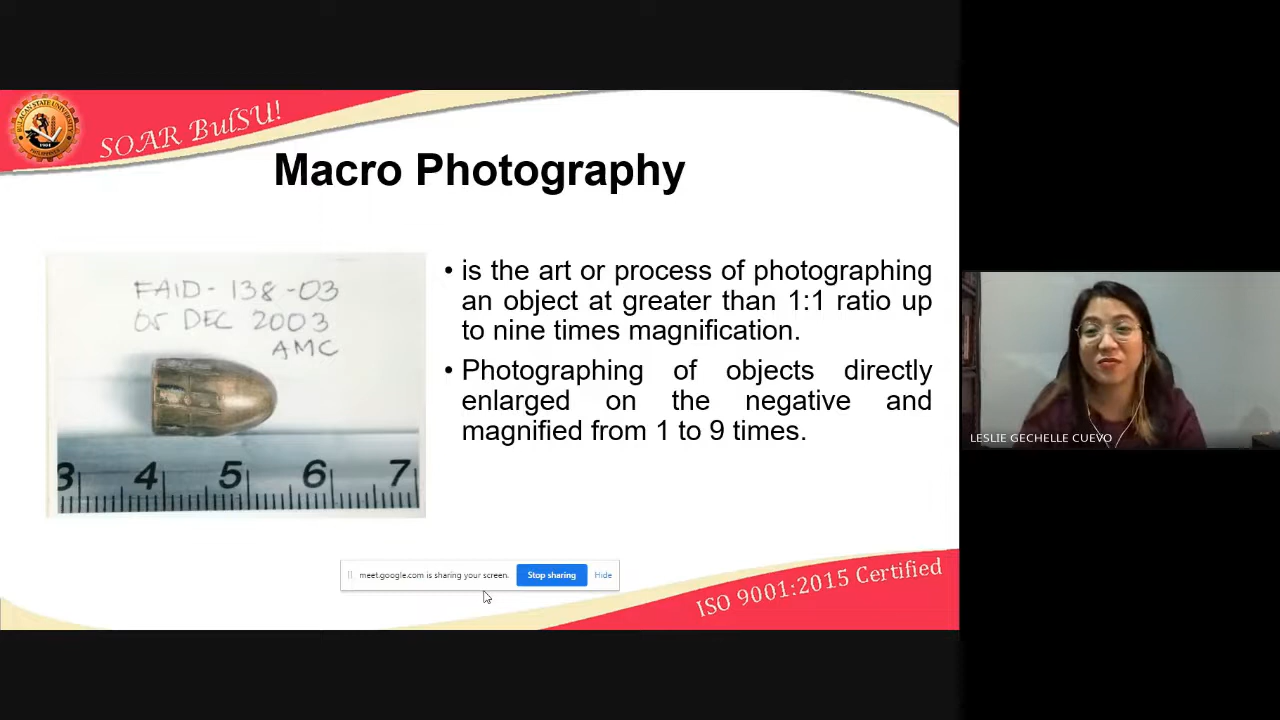 SOAR BulSU!
Macro Photography
FAID-138-03
05 DEC 2003
AMC
3 4 5 6 7
• is the art or process of photographing
an object at greater than 1:1 ratio up
to nine times magnification.
• Photographing of objects directly
enlarged on the negative and
magnified from 1 to 9 times.
LESLIE GECHELLE CUEVO
meet.google.com is sharing your screen. Stop sharing Hide
ISO 9001:2015 Certified